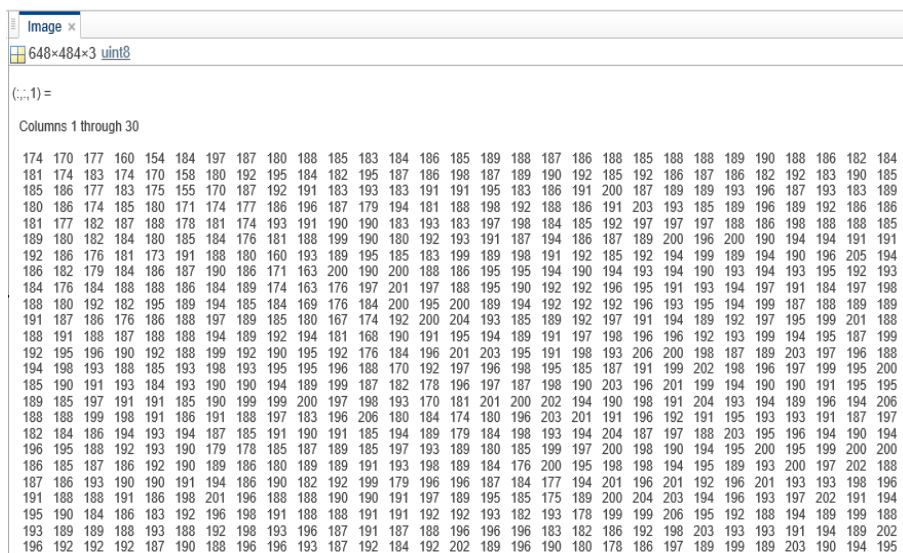 Image ×
648×484×3 uint8
(:,:,1) =
Columns 1 through 30
174 170 177 160 154 184 197 187 180 188 185 183 184 186 185 189 188 187 186 188 185 188 188 189 190 188 186 182 184
181 174 183 174 170 158 180 192 195 184 182 195 187 186 198 187 189 190 192 185 192 186 187 186 182 192 183 190 185
185 186 177 183 175 155 170 187 192 191 183 193 183 191 191 195 183 186 191 200 187 189 189 193 196 187 193 183 189
180 186 174 185 180 171 174 177 186 196 187 179 194 181 188 198 192 188 186 191 203 193 185 189 196 189 192 186 186
181 177 182 187 188 178 181 174 193 191 190 190 183 193 183 183 197 198 184 185 192 197 197 197 188 186 198 188 188 185
189 180 182 184 180 185 184 176 181 188 199 190 180 192 193 191 187 194 186 187 189 200 196 200 190 194 194 191 191
192 186 176 181 173 191 188 180 160 193 189 195 185 183 199 189 198 191 192 185 192 194 199 189 194 190 196 205 194
186 182 179 184 186 187 190 186 171 163 200 190 200 188 186 195 195 194 190 194 193 194 190 193 194 193 195 192 193
184 176 184 188 188 186 184 189 174 163 176 197 201 197 188 195 190 192 192 196 195 191 193 194 197 191 184 197 198
188 180 192 182 195 189 194 185 184 169 176 184 200 195 200 189 194 192 192 192 196 193 195 194 199 187 188 189 189
191 187 186 176 186 188 197 189 185 180 167 174 192 200 204 193 185 189 192 197 191 194 189 192 197 195 199 201 188
188 191 188 187 188 188 194 189 192 194 181 168 190 191 195 194 189 191 197 198 196 196 192 193 199 194 195 187 199
192 195 196 190 192 188 199 192 190 195 192 176 184 196 201 203 195 191 198 193 206 200 198 187 189 203 197 196 188
194 198 193 188 185 193 198 193 195 195 196 188 170 192 197 196 198 195 185 187 191 199 202 198 196 197 199 195 200
185 190 191 193 184 193 190 190 194 189 199 187 182 178 196 197 187 198 190 203 196 201 199 194 190 190 191 195 195
189 185 197 191 191 185 190 199 199 200 197 198 193 170 181 201 200 202 194 190 198 191 204 193 194 189 196 194 206
188 188 199 198 191 186 191 188 197 183 196 206 180 184 174 180 196 203 201 191 196 192 191 195 193 193 191 187 197
182 184 186 194 193 194 187 185 191 190 191 185 194 189 179 184 198 193 194 204 187 197 188 203 195 196 194 190 194
196 195 188 192 193 190 179 178 185 187 189 185 197 193 189 180 185 199 197 200 198 190 194 195 200 195 199 200 200
186 185 187 186 192 190 189 186 180 189 189 191 193 198 189 184 176 200 195 198 198 194 195 189 193 200 197 202 188
187 186 193 190 190 191 194 186 190 182 192 199 179 196 196 187 184 177 194 201 196 201 192 196 201 193 193 198 196
191 188 188 191 186 198 201 196 188 188 190 190 191 197 189 195 185 175 189 200 204 203 194 196 193 197 202 191 194
195 190 184 186 183 192 196 198 191 188 188 191 191 192 192 193 182 193 178 199 199 206 195 192 188 194 189 199 188
193 189 189 188 193 188 192 198 193 196 187 191 187 188 196 196 196 183 182 186 192 198 203 193 193 191 194 189 202
196 192 192 192 187 190 188 196 196 193 187 192 184 192 202 189 196 190 180 178 186 197 189 199 189 203 190 194 195